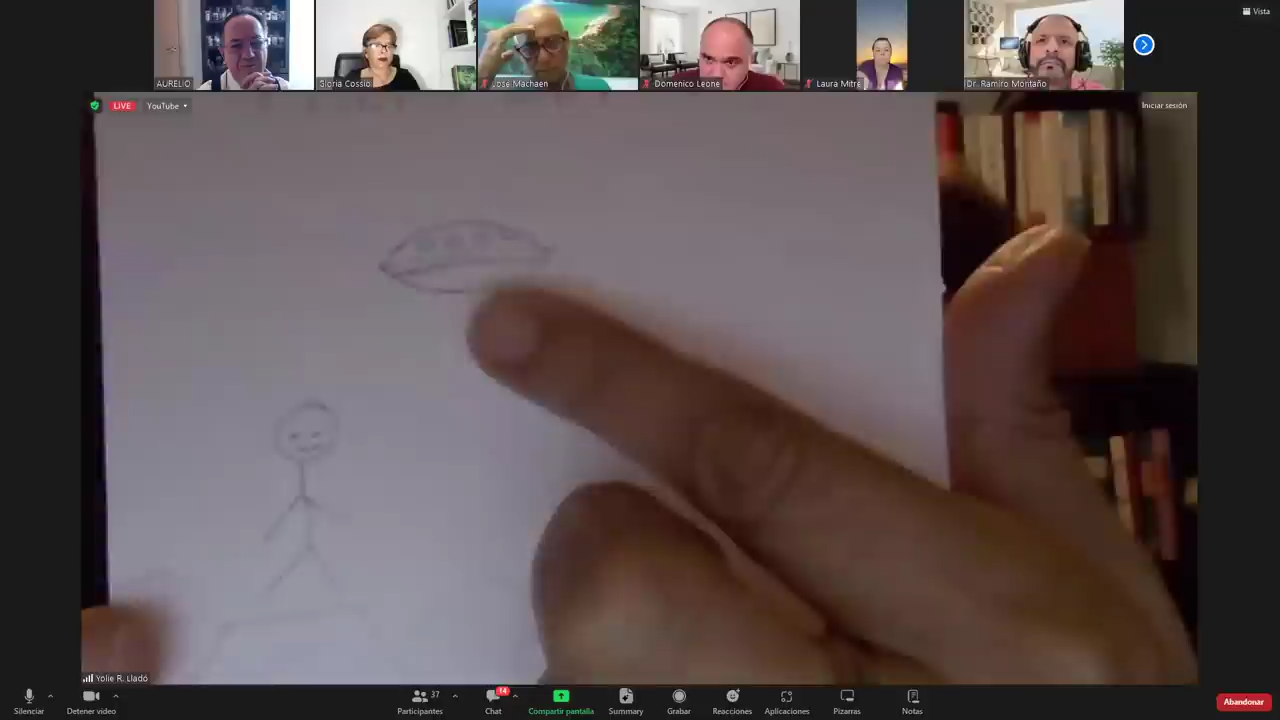 Vista
AURELIO
Gloria Cossio
José Machaen
Domenico Leone
Laura Mitre
Dr. Ramiro Montaño
LIVE YouTube
Iniciar sesión
Yolie R. Lladó
Silenciar
Detener video
37
Participantes
14
Chat
Compartir pantalla
Summary
Grabar
Reacciones
Aplicaciones
Pizarras
Notas
Abandonar